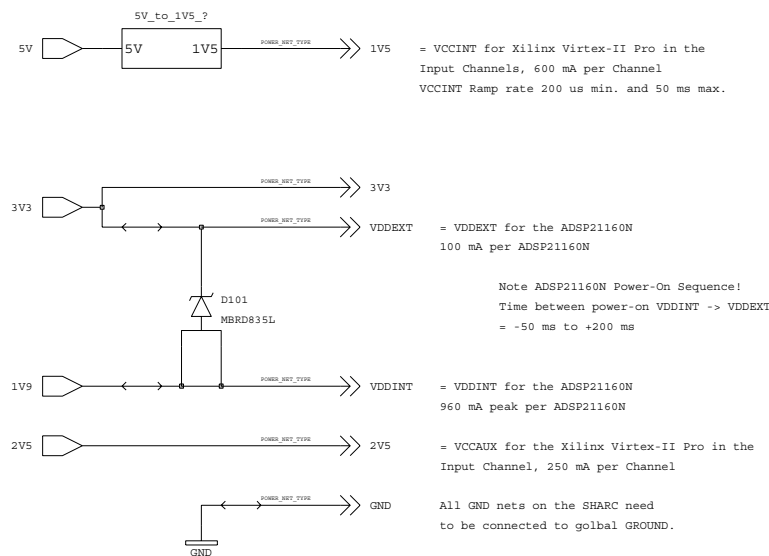 5V_to_1V5_?
5V
5V 1V5
POWER_NET_TYPE
1V5
= VCCINT for Xilinx Virtex-II Pro in the
Input Channels, 600 mA per Channel
VCCINT Ramp rate 200 us min. and 50 ms max.
POWER_NET_TYPE
3V3
3V3
POWER_NET_TYPE
VDDEXT
= VDDEXT for the ADSP21160N
100 mA per ADSP21160N
Note ADSP21160N Power-On Sequence!
Time between power-on VDDINT -> VDDEXT
= -50 ms to +200 ms
D101
MBRD835L
1V9
POWER_NET_TYPE
VDDINT
= VDDINT for the ADSP21160N
960 mA peak per ADSP21160N
2V5
POWER_NET_TYPE
2V5
= VCCAUX for the Xilinx Virtex-II Pro in the
Input Channel, 250 mA per Channel
POWER_NET_TYPE
GND
All GND nets on the SHARC need
to be connected to golbal GROUND.
GND